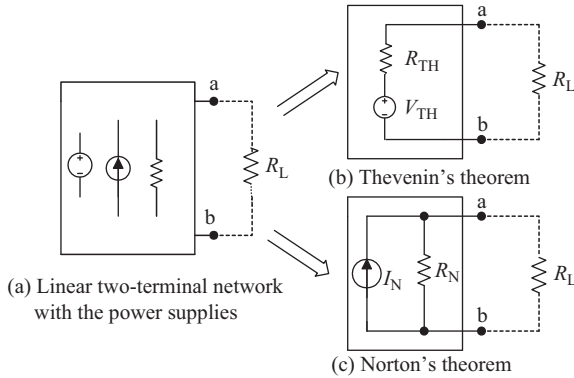 a
b
R_L
(a) Linear two-terminal network
with the power supplies
a
R_TH
V_TH
R_L
b
(b) Thevenin's theorem
a
I_N
R_N
R_L
b
(c) Norton's theorem